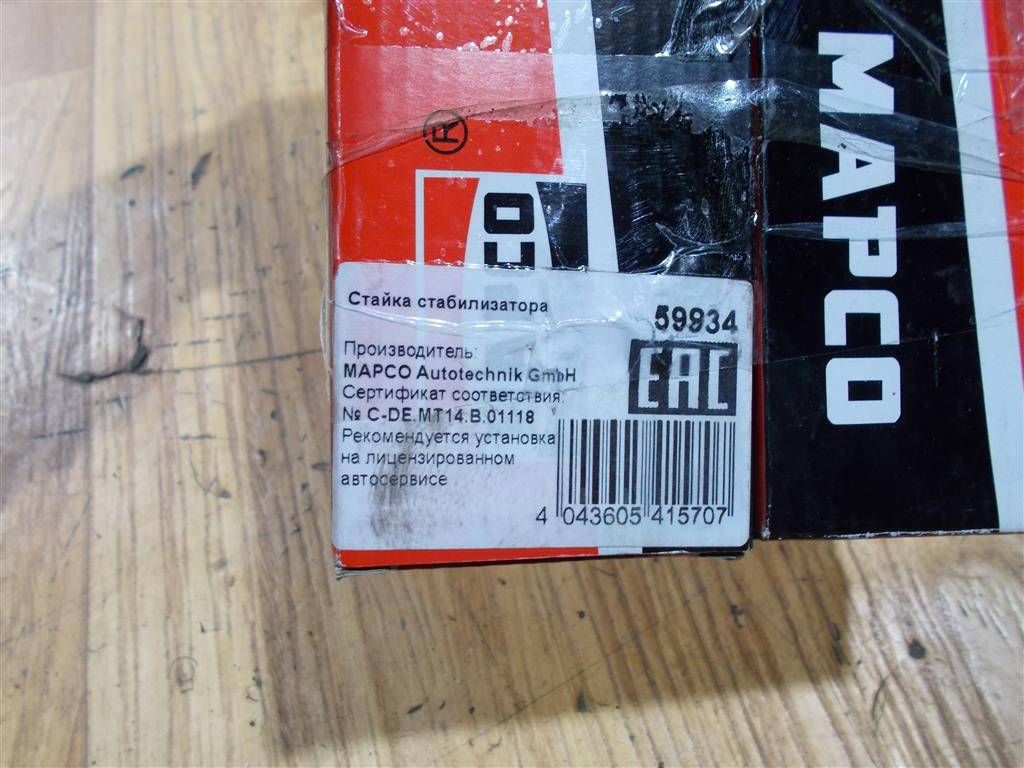 ®
MAPCO
PCO
Стайка стабилизатора
59934
Производитель:
MAPCO Autotechnik GmbH
EAC
Сертификат соответствия:
№ C-DE.MT14.B.01118
Рекомендуется установка
на лицензированном
автосервисе
4 043605 415707